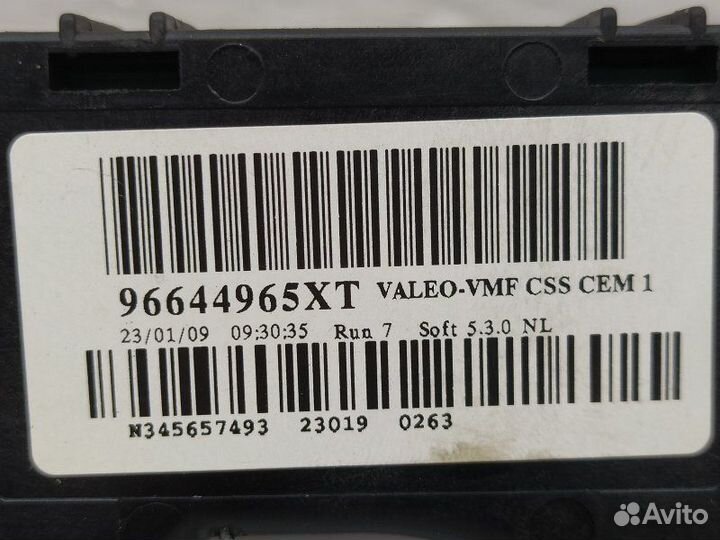 96644965XT VALEO-VMF CSS CEM 1
23/01/09 09:30:35 Run 7 Soft 5.3.0 NL
N345657493 23019 0263
Avito